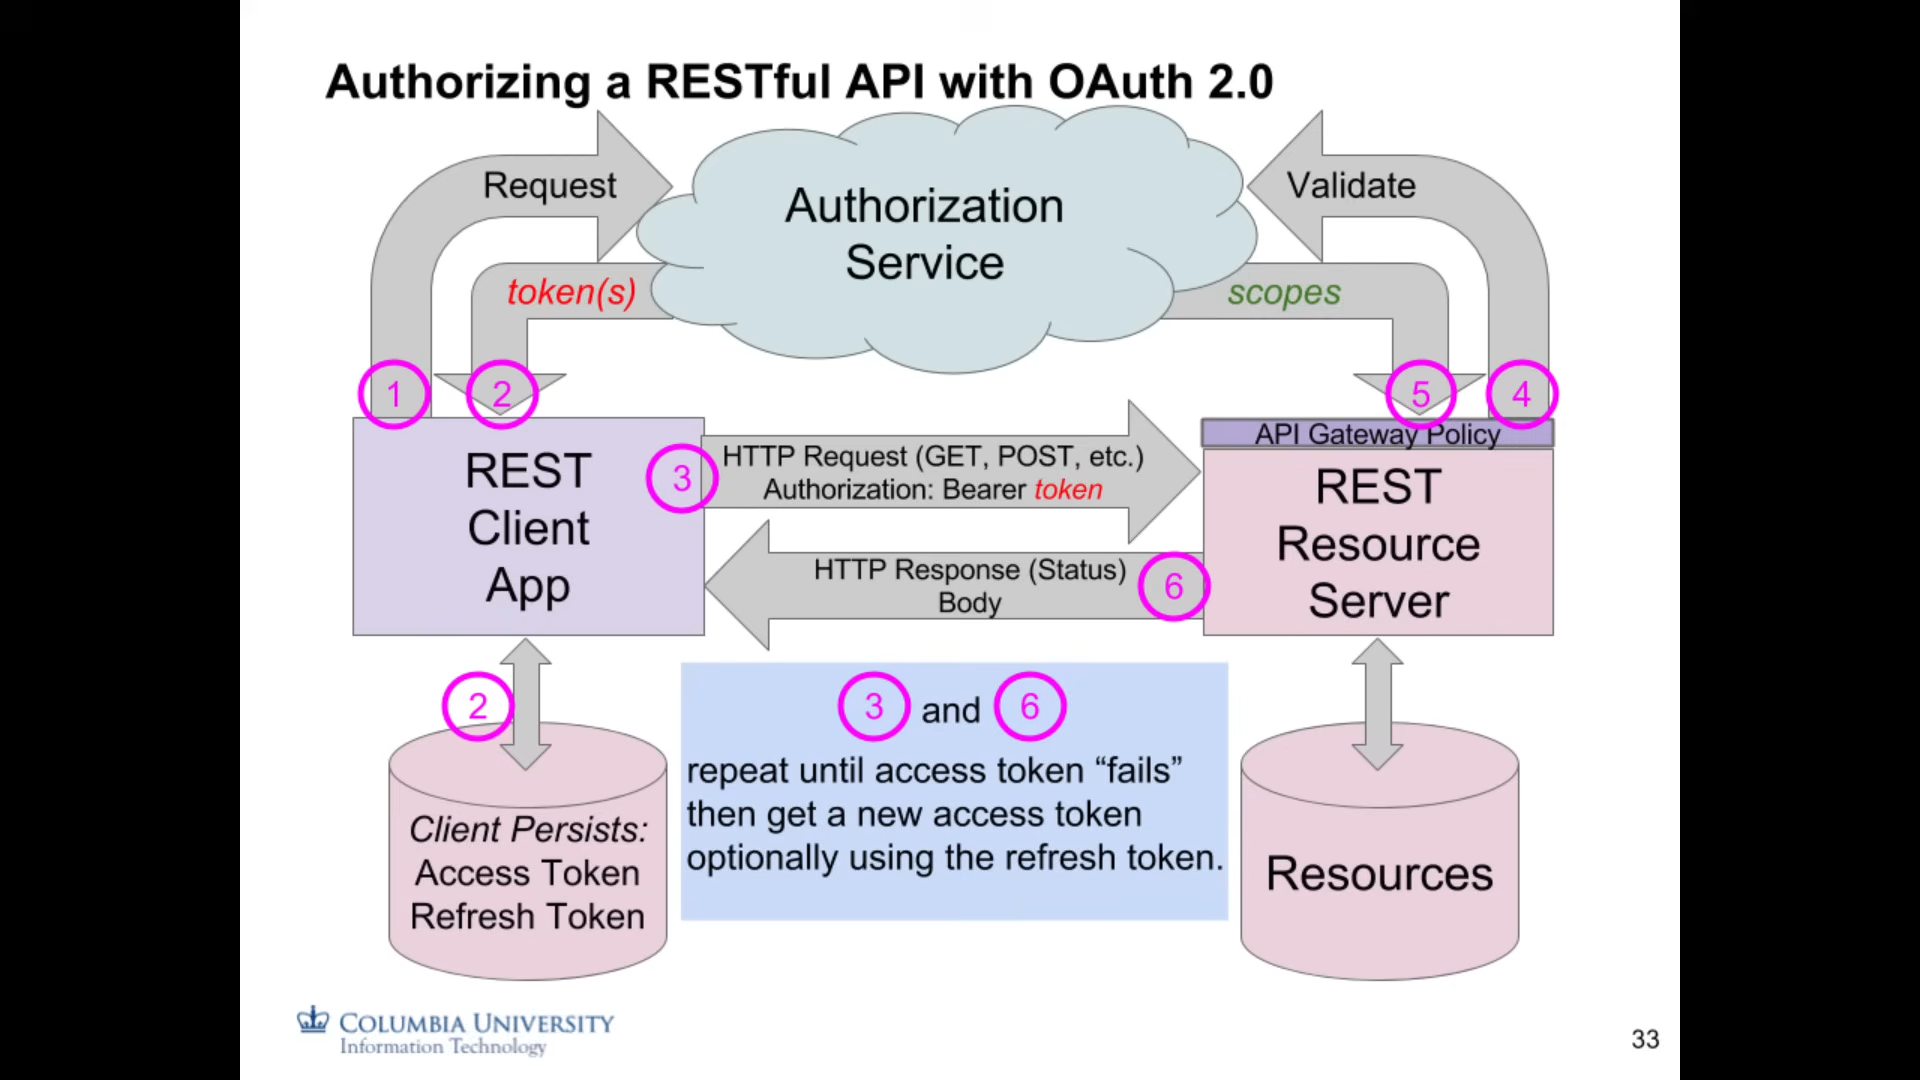 Authorizing a RESTful API with OAuth 2.0
Request
Authorization
Service
Validate
token(s)
scopes
1
2
5
4
API Gateway Policy
REST
Client
App
3
HTTP Request (GET, POST, etc.)
Authorization: Bearer token
REST
Resource
Server
HTTP Response (Status)
Body
6
2
3 and 6
repeat until access token “fails”
then get a new access token
optionally using the refresh token.
Client Persists:
Access Token
Refresh Token
Resources
COLUMBIA UNIVERSITY
Information Technology
33